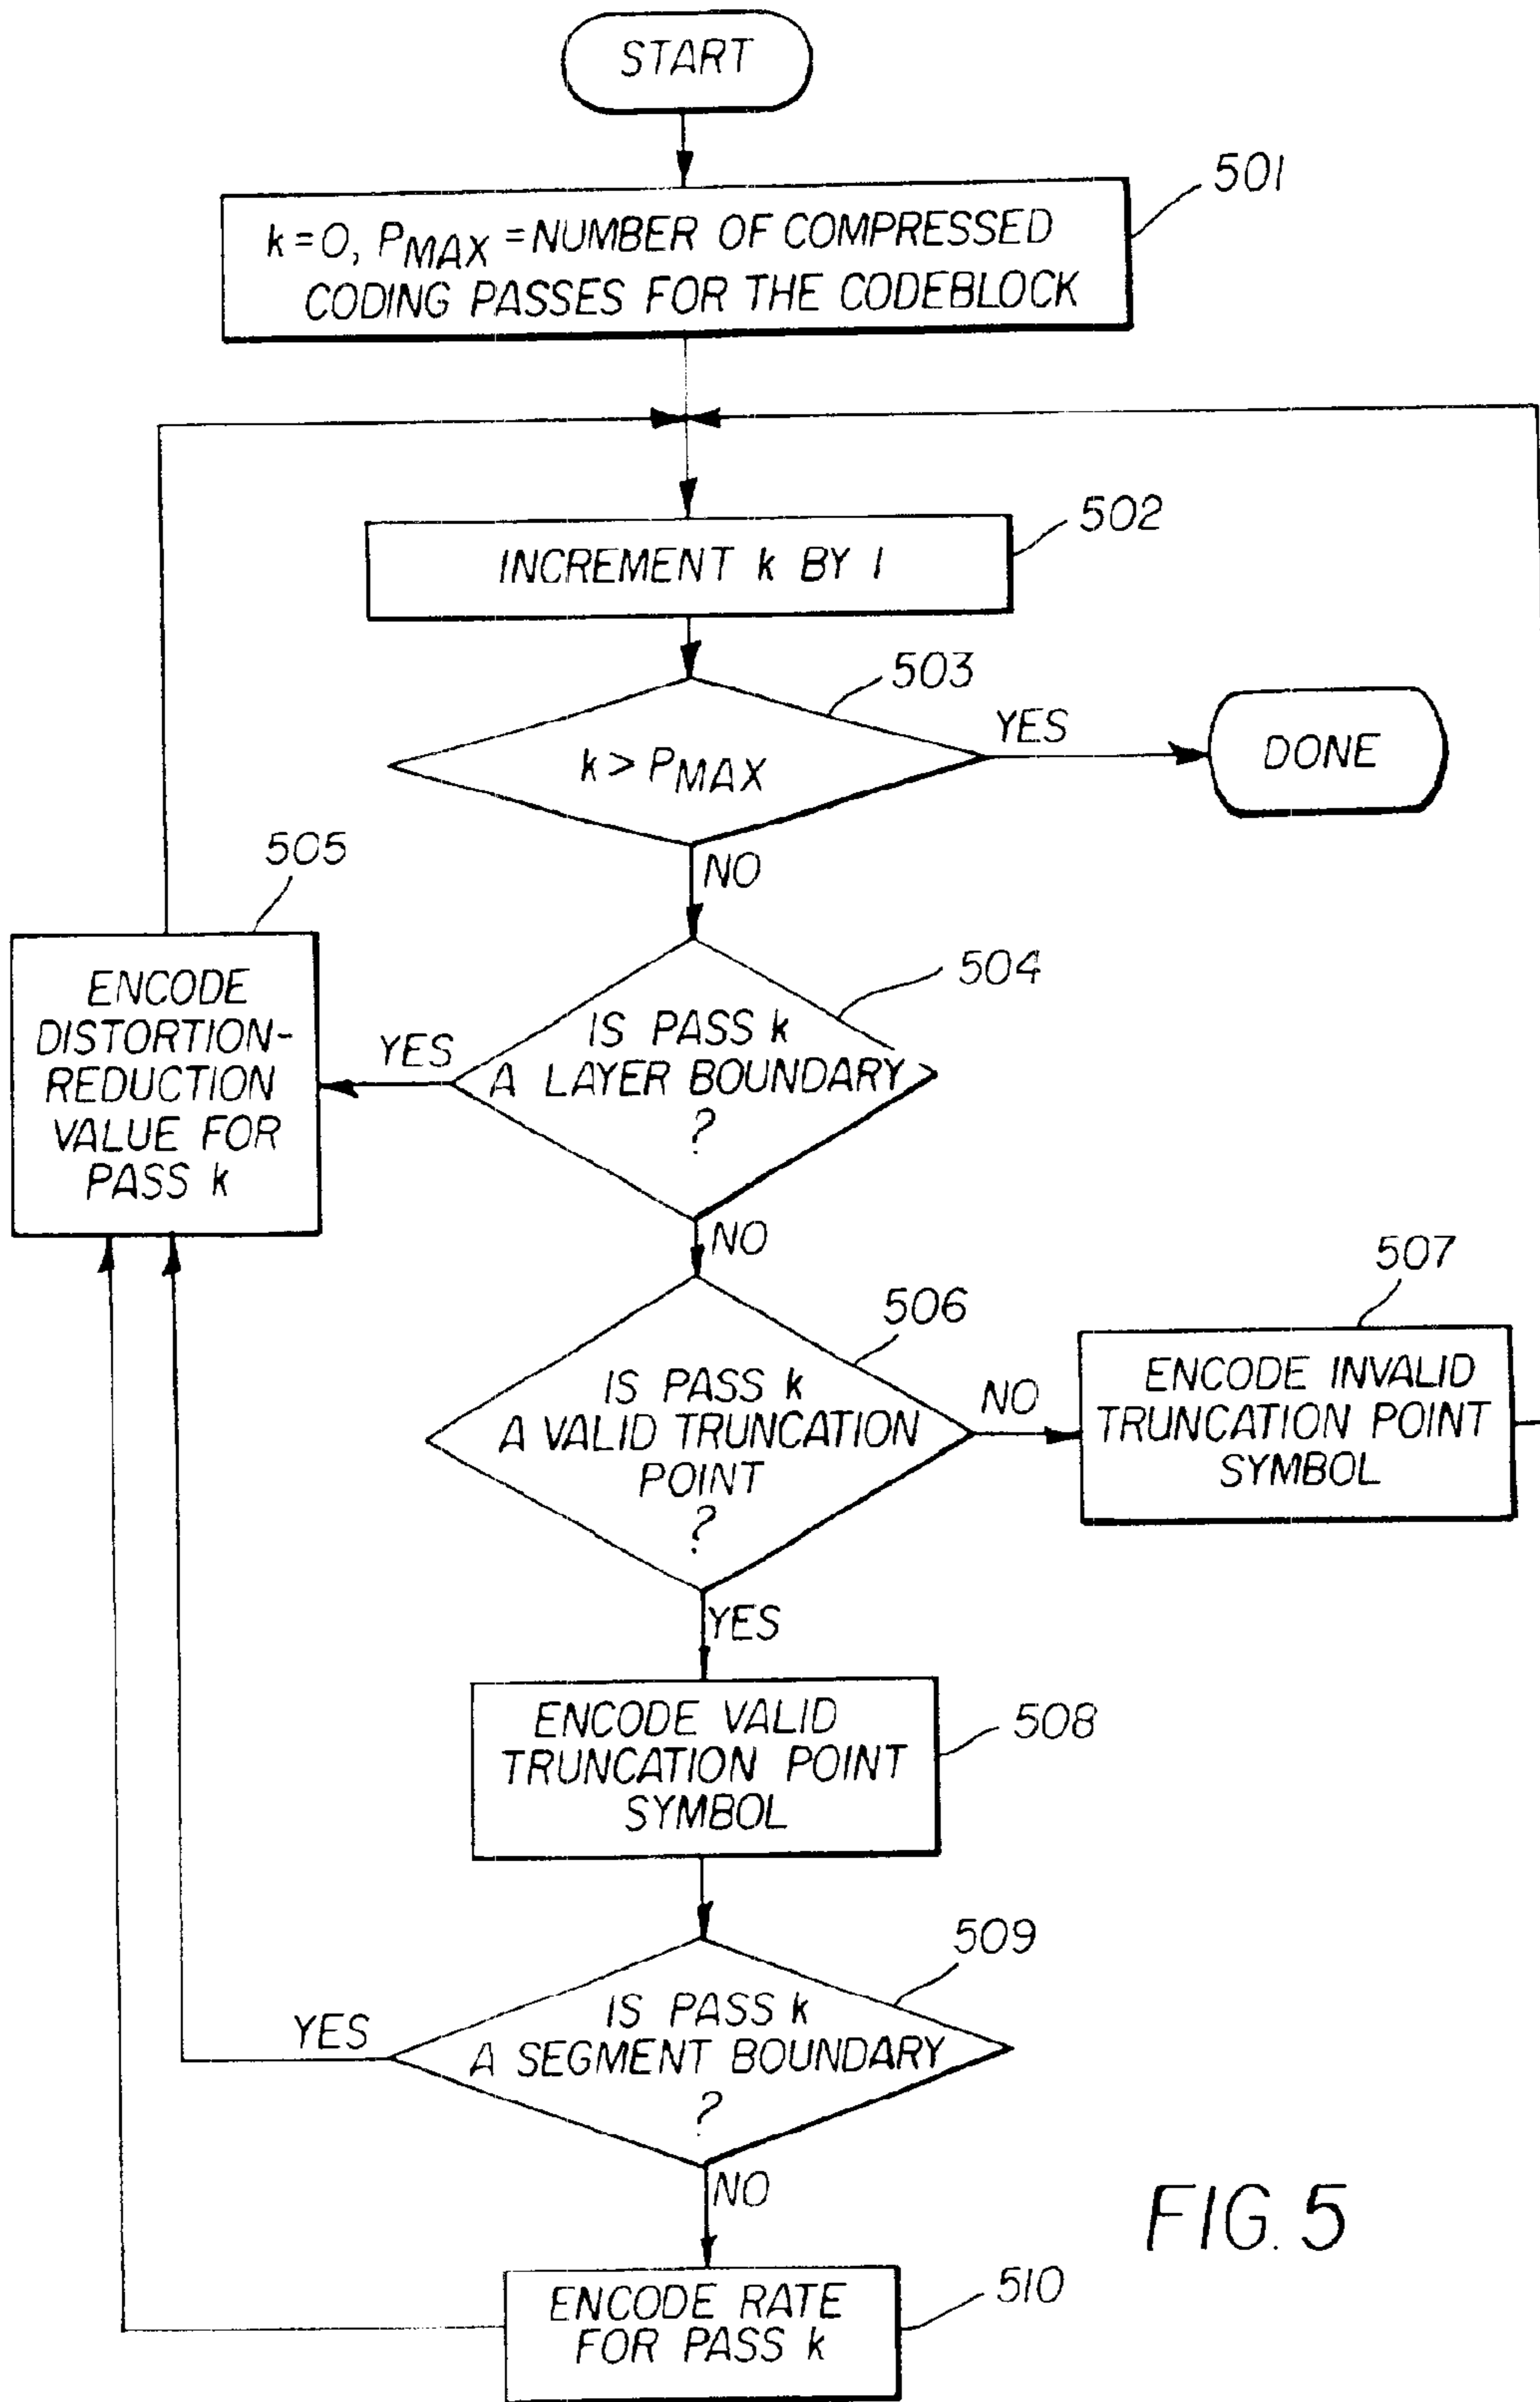 START
501
k=0, PMAX=NUMBER OF COMPRESSED
CODING PASSES FOR THE CODEBLOCK
502
INCREMENT k BY 1
503
k > PMAX
YES
DONE
NO
505
ENCODE
DISTORTION-
REDUCTION
VALUE FOR
PASS k
504
IS PASS k
A LAYER BOUNDARY
?
YES
NO
506
IS PASS k
A VALID TRUNCATION
POINT
?
NO
507
ENCODE INVALID
TRUNCATION POINT
SYMBOL
YES
508
ENCODE VALID
TRUNCATION POINT
SYMBOL
509
IS PASS k
A SEGMENT BOUNDARY
?
YES
NO
510
ENCODE RATE
FOR PASS k
FIG. 5